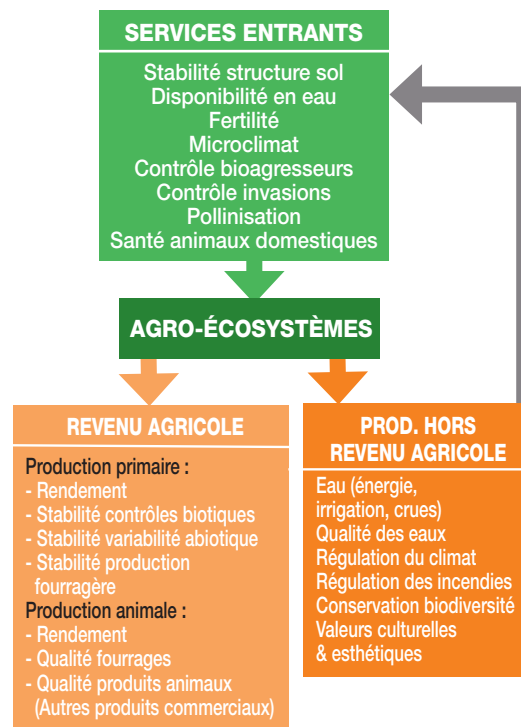 SERVICES ENTRANTS
Stabilité structure sol
Disponibilité en eau
Fertilité
Microclimat
Contrôle bioagresseurs
Contrôle invasions
Pollinisation
Santé animaux domestiques
AGRO-ÉCOSYSTÈMES
REVENU AGRICOLE
Production primaire :
- Rendement
- Stabilité contrôles biotiques
- Stabilité variabilité abiotique
- Stabilité production
fourragère
Production animale :
- Rendement
- Qualité fourrages
- Qualité produits animaux
(Autres produits commerciaux)
PROD. HORS
REVENU AGRICOLE
Eau (énergie,
irrigation, crues)
Qualité des eaux
Régulation du climat
Régulation des incendies
Conservation biodiversité
Valeurs culturelles
& esthétiques